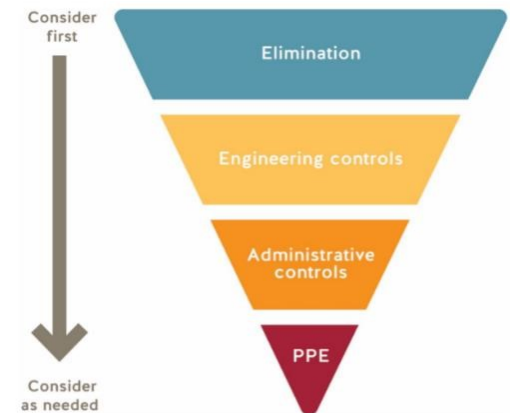 Consider
first
Elimination
Engineering controls
Administrative
controls
PPE
Consider
as needed